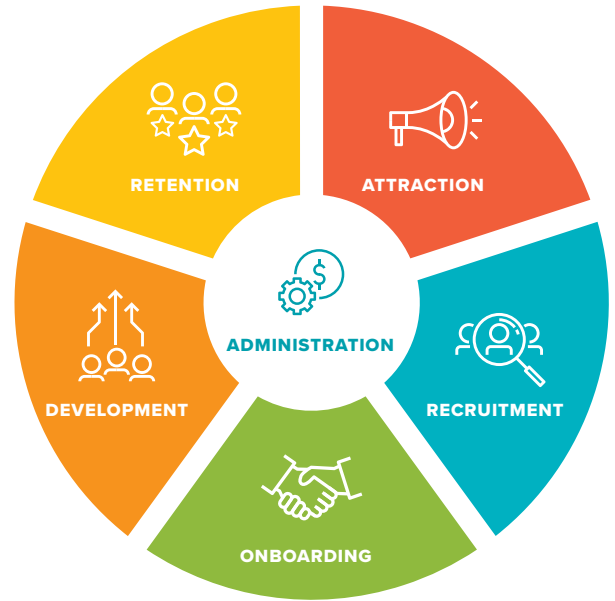 RETENTION
ATTRACTION
$
ADMINISTRATION
DEVELOPMENT
RECRUITMENT
ONBOARDING